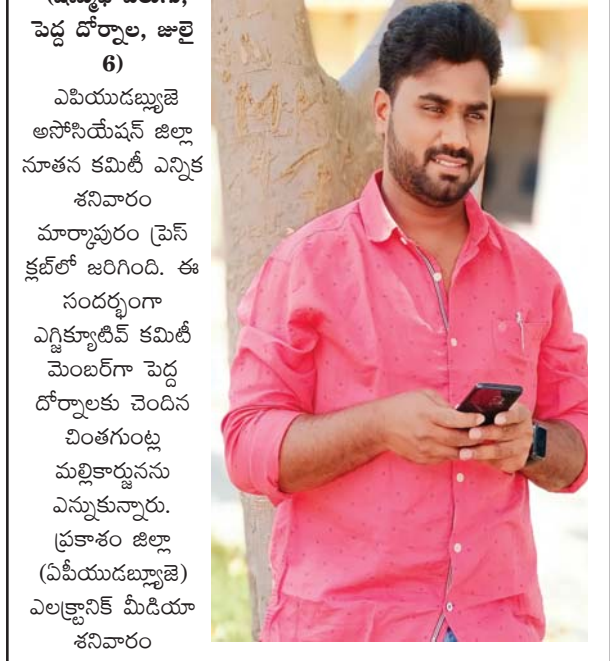 పెద్ద దోర్నాల, జులై
6)
ఎపియుడబ్ల్యుజె
అసోసియేషన్ జిల్లా
నూతన కమిటీ ఎన్నిక
శనివారం
మార్కాపురం ప్రెస్
క్లబ్‌లో జరిగింది. ఈ
సందర్భంగా
ఎగ్జిక్యూటివ్ కమిటీ
మెంబర్‌గా పెద్ద
దోర్నాలకు చెందిన
చింతగుంట్ల
మల్లికార్జునను
ఎన్నుకున్నారు.
ప్రకాశం జిల్లా
(ఏపీయుడబ్ల్యూజె)
ఎలక్ట్రానిక్ మీడియా
శనివారం